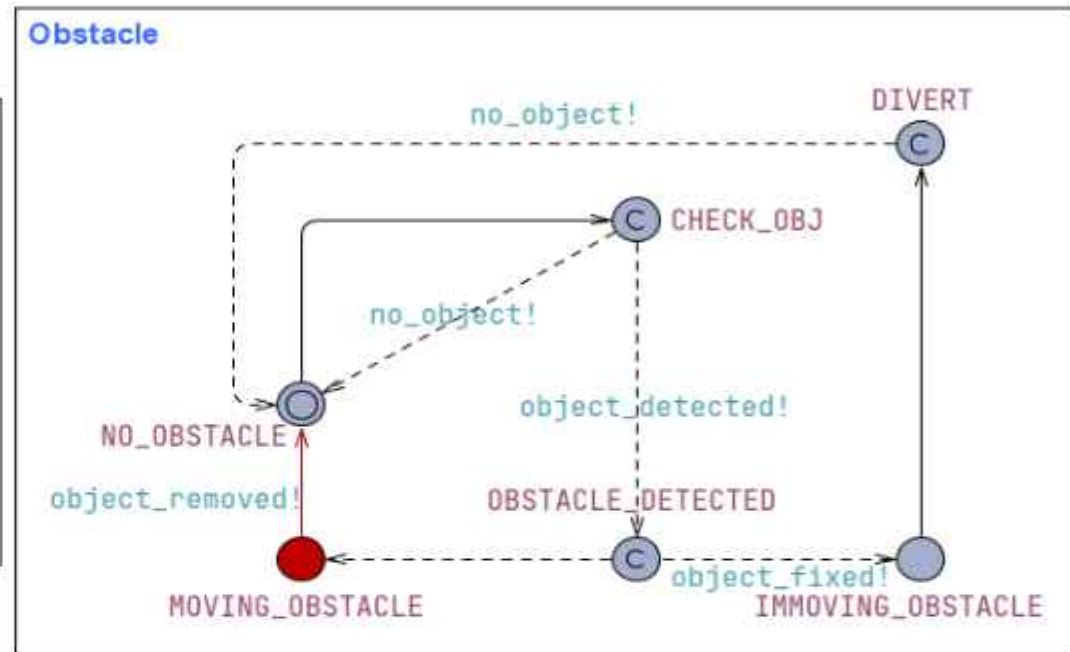 Obstacle
DIVERT
no_object!
C
C
CHECK_OBJ
no_object!
object_detected!
NO_OBSTACLE
object_removed!
OBSTACLE_DETECTED
C
object_fixed!
MOVING_OBSTACLE
IMMOVING_OBSTACLE